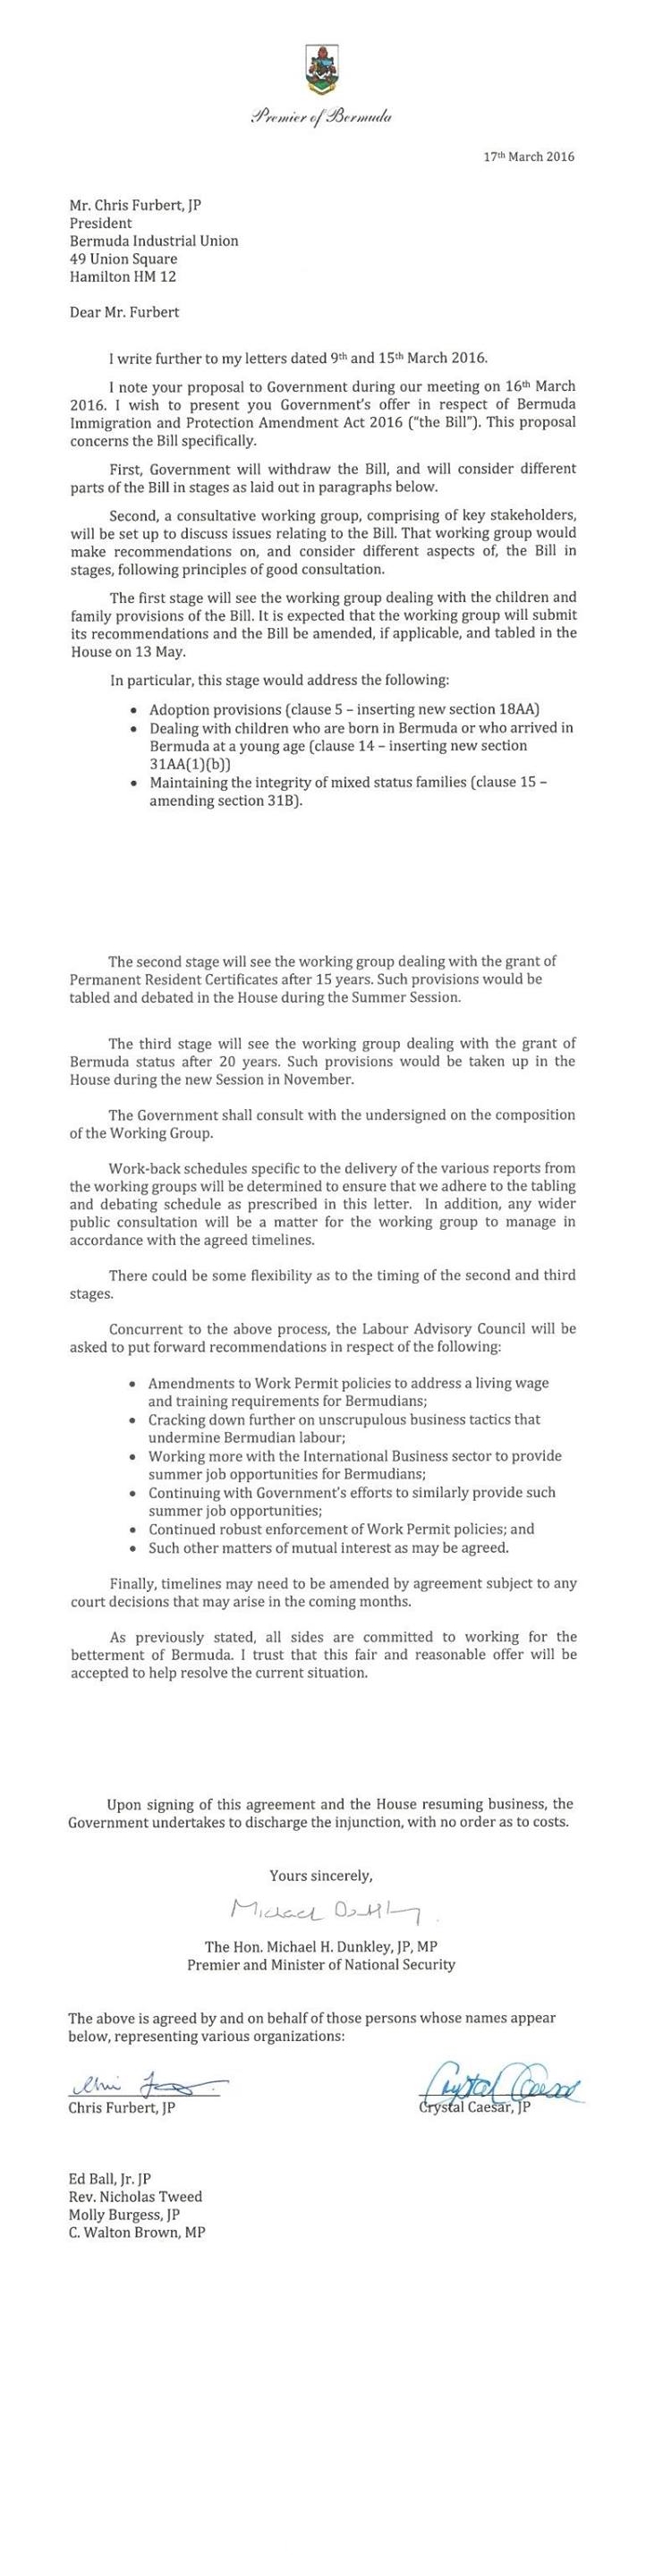 Premier of Bermuda
17th March 2016
Mr. Chris Furbert, JP
President
Bermuda Industrial Union
49 Union Square
Hamilton HM 12
Dear Mr. Furbert
I write further to my letters dated 9th and 15th March 2016.
I note your proposal to Government during our meeting on 16th March
2016. I wish to present you Government's offer in respect of Bermuda
Immigration and Protection Amendment Act 2016 ("the Bill"). This proposal
concerns the Bill specifically.
First, Government will withdraw the Bill, and will consider different
parts of the Bill in stages as laid out in paragraphs below.
Second, a consultative working group, comprising of key stakeholders,
will be set up to discuss issues relating to the Bill. That working group would
make recommendations on, and consider different aspects of, the Bill in
stages, following principles of good consultation.
The first stage will see the working group dealing with the children and
family provisions of the Bill. It is expected that the working group will submit
its recommendations and the Bill be amended, if applicable, and tabled in the
House on 13 May.
In particular, this stage would address the following:
• Adoption provisions (clause 5 – inserting new section 18AA)
• Dealing with children who are born in Bermuda or who arrived in
Bermuda at a young age (clause 14 – inserting new section
31AA(1)(b))
• Maintaining the integrity of mixed status families (clause 15 –
amending section 31B).
The second stage will see the working group dealing with the grant of
Permanent Resident Certificates after 15 years. Such provisions would be
tabled and debated in the House during the Summer Session.
The third stage will see the working group dealing with the grant of
Bermuda status after 20 years. Such provisions would be taken up in the
House during the new Session in November.
The Government shall consult with the undersigned on the composition
of the Working Group.
Work-back schedules specific to the delivery of the various reports from
the working groups will be determined to ensure that we adhere to the tabling
and debating schedule as prescribed in this letter. In addition, any wider
public consultation will be a matter for the working group to manage in
accordance with the agreed timelines.
There could be some flexibility as to the timing of the second and third
stages.
Concurrent to the above process, the Labour Advisory Council will be
asked to put forward recommendations in respect of the following:
• Amendments to Work Permit policies to address a living wage
and training requirements for Bermudians;
• Cracking down further on unscrupulous business tactics that
undermine Bermudian labour;
• Working more with the International Business sector to provide
summer job opportunities for Bermudians;
• Continuing with Government's efforts to similarly provide such
summer job opportunities;
• Continued robust enforcement of Work Permit policies; and
• Such other matters of mutual interest as may be agreed.
Finally, timelines may need to be amended by agreement subject to any
court decisions that may arise in the coming months.
As previously stated, all sides are committed to working for the
betterment of Bermuda. I trust that this fair and reasonable offer will be
accepted to help resolve the current situation.
Upon signing of this agreement and the House resuming business, the
Government undertakes to discharge the injunction, with no order as to costs.
Yours sincerely,
Michael Dunkley
The Hon. Michael H. Dunkley, JP, MP
Premier and Minister of National Security
The above is agreed by and on behalf of those persons whose names appear
below, representing various organizations:
Crystal Caesar
Chris Furbert, JP
Crystal Caesar, JP
Ed Ball, Jr. JP
Rev. Nicholas Tweed
Molly Burgess, JP
C. Walton Brown, MP